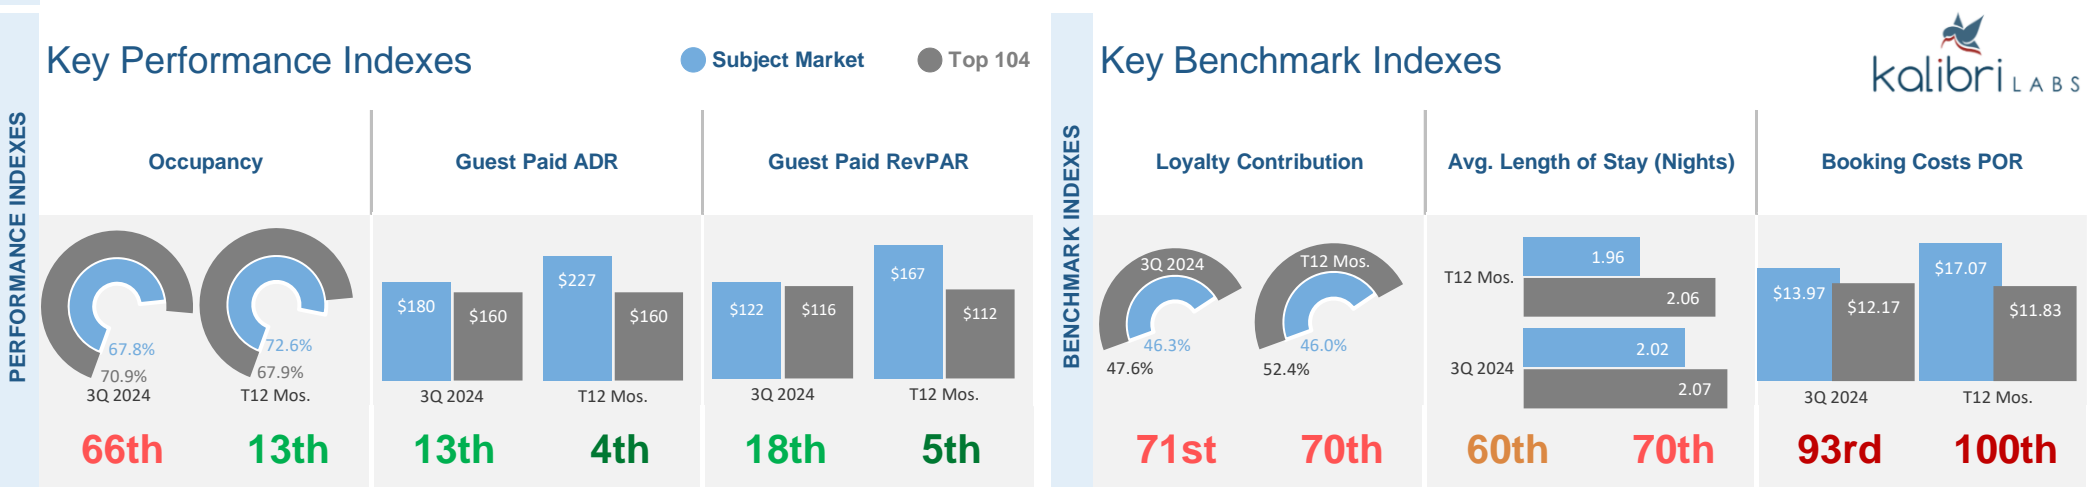 PERFORMANCE INDEXES
Key Performance Indexes
Subject Market
Top 104
Occupancy
Guest Paid ADR
Guest Paid RevPAR
67.8%
70.9%
3Q 2024
72.6%
67.9%
T12 Mos.
$180
$160
3Q 2024
$227
$160
T12 Mos.
$122
$116
3Q 2024
$167
$112
T12 Mos.
66th
13th
13th
4th
18th
5th
BENCHMARK INDEXES
Key Benchmark Indexes
kalibri LABS
Loyalty Contribution
Avg. Length of Stay (Nights)
Booking Costs POR
3Q 2024
46.3%
47.6%
T12 Mos.
46.0%
52.4%
T12 Mos.
1.96
2.06
3Q 2024
2.02
2.07
$13.97
$12.17
3Q 2024
$17.07
$11.83
T12 Mos.
71st
70th
60th
70th
93rd
100th